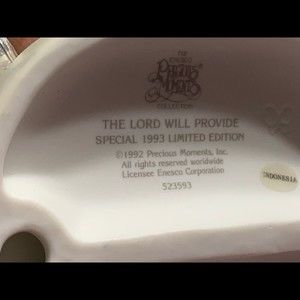 THE
ENESCO
PRECIOUS
MOMENTS
COLLECTION
THE LORD WILL PROVIDE
SPECIAL 1993 LIMITED EDITION
©1992 Precious Moments, Inc.
All rights reserved worldwide
Licensee Enesco Corporation
523593
INDONESIA